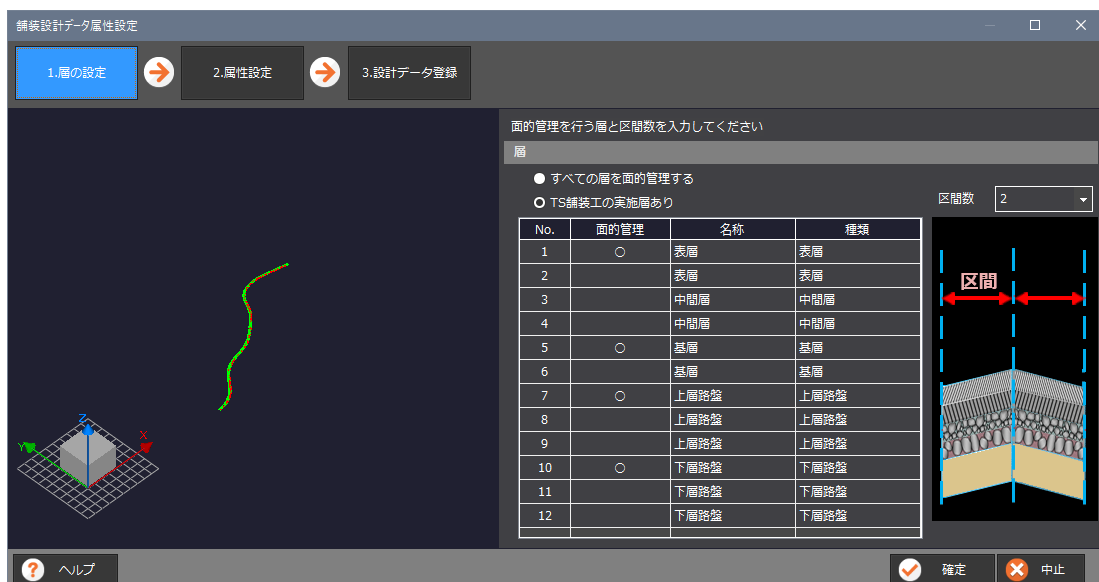 舗装設計データ属性設定
1.層の設定
2.属性設定
3.設計データ登録
面的管理を行う層と区間数を入力してください
層
すべての層を面的管理する
TS舗装工の実施層あり
区間数 2
No. 面的管理 名称 種類
1 ○ 表層 表層
2 表層 表層
3 中間層 中間層
4 中間層 中間層
5 ○ 基層 基層
6 基層 基層
7 ○ 上層路盤 上層路盤
8 上層路盤 上層路盤
9 上層路盤 上層路盤
10 ○ 下層路盤 下層路盤
11 下層路盤 下層路盤
12 下層路盤 下層路盤
区間
Z
X
Y
? ヘルプ
確定
中止